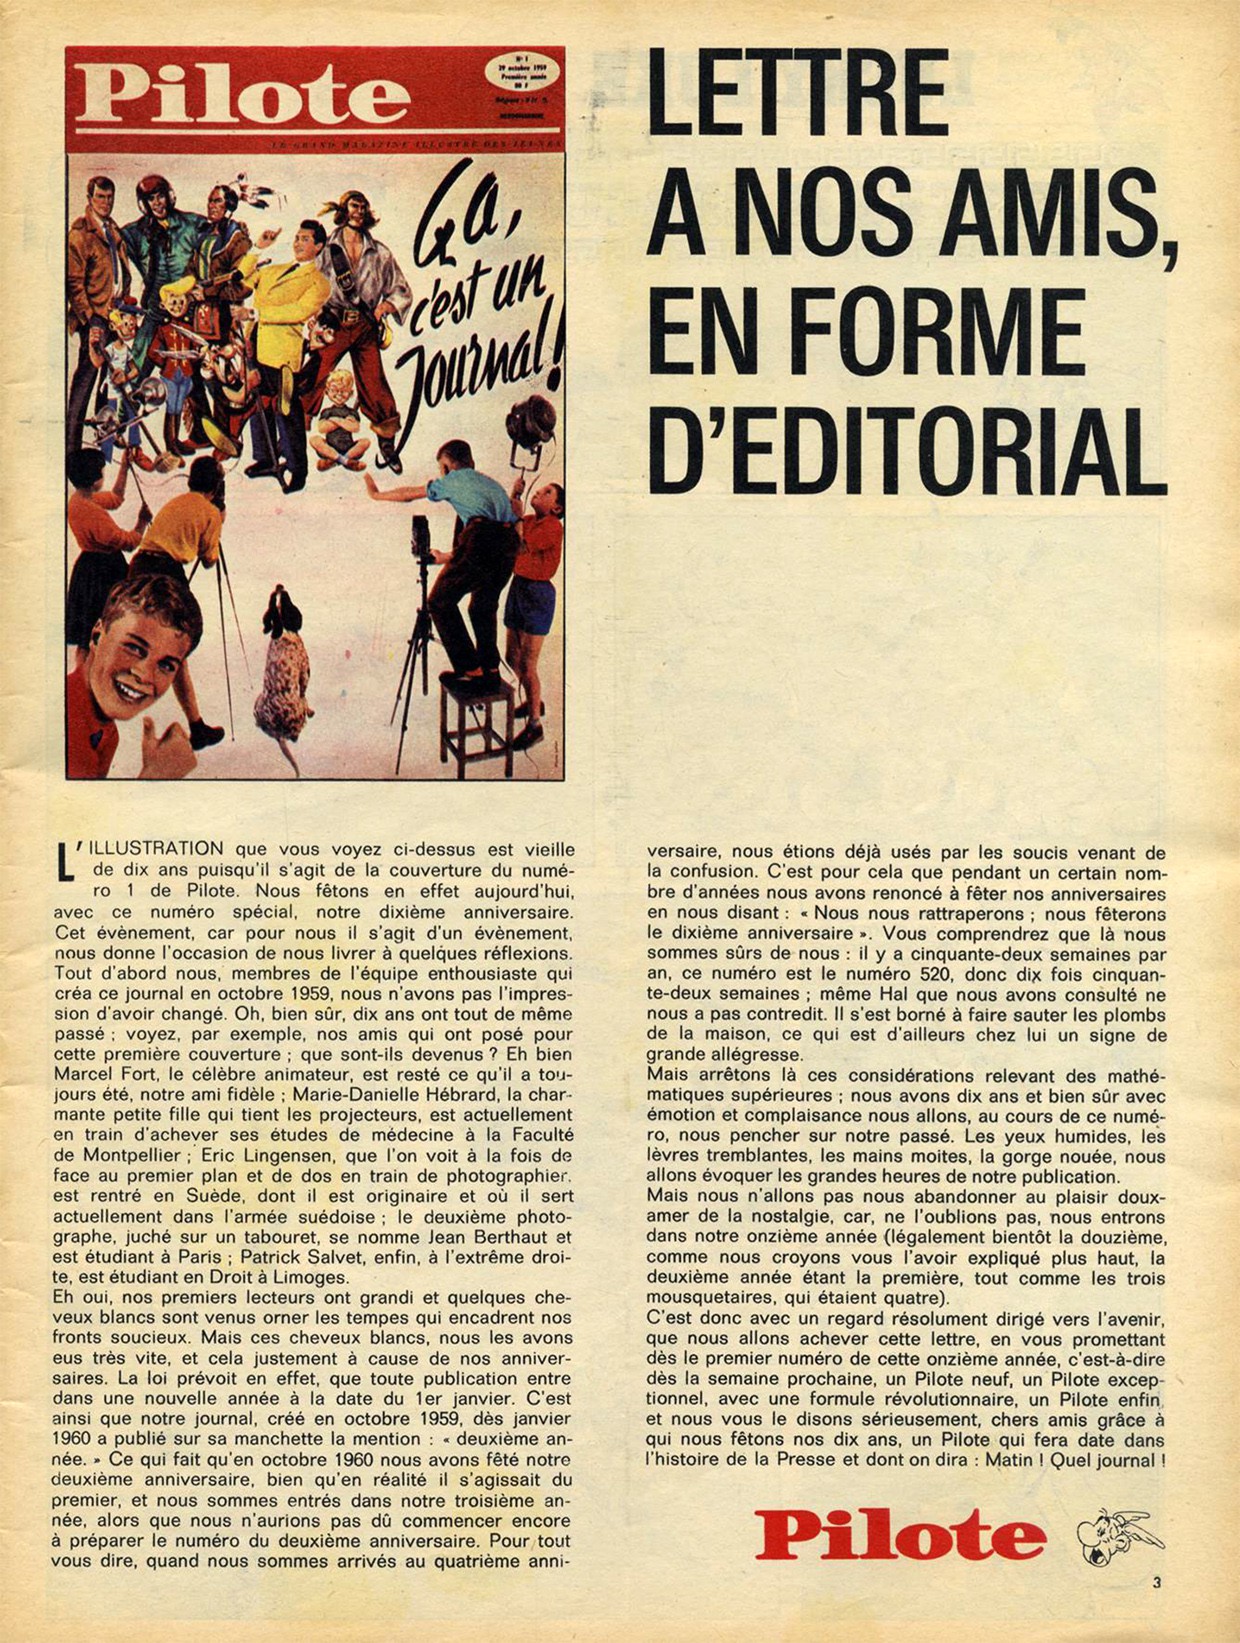 Pilote
N° 1
29 octobre 1959
Première année
LE GRAND MAGAZINE ILLUSTRÉ DES JEUNES
Ça,
c'est un
Journal!
LETTRE
A NOS AMIS,
EN FORME
D'EDITORIAL
L'ILLUSTRATION que vous voyez ci-dessus est vieille
de dix ans puisqu'il s'agit de la couverture du numé-
ro 1 de Pilote. Nous fêtons en effet aujourd'hui,
avec ce numéro spécial, notre dixième anniversaire.
Cet évènement, car pour nous il s'agit d'un évènement,
nous donne l'occasion de nous livrer à quelques réflexions.
Tout d'abord nous, membres de l'équipe enthousiaste qui
créa ce journal en octobre 1959, nous n'avons pas l'impres-
sion d'avoir changé. Oh, bien sûr, dix ans ont tout de même
passé ; voyez, par exemple, nos amis qui ont posé pour
cette première couverture ; que sont-ils devenus ? Eh bien
Marcel Fort, le célèbre animateur, est resté ce qu'il a tou-
jours été, notre ami fidèle ; Marie-Danielle Hébrard, la char-
mante petite fille qui tient les projecteurs, est actuellement
en train d'achever ses études de médecine à la Faculté
de Montpellier ; Eric Lingensen, que l'on voit à la fois de
face au premier plan et de dos en train de photographier,
est rentré en Suède, dont il est originaire et où il sert
actuellement dans l'armée suédoise ; le deuxième photo-
graphe, juché sur un tabouret, se nomme Jean Berthaut et
est étudiant à Paris ; Patrick Salvet, enfin, à l'extrême droi-
te, est étudiant en Droit à Limoges.
Eh oui, nos premiers lecteurs ont grandi et quelques che-
veux blancs sont venus orner les tempes qui encadrent nos
fronts soucieux. Mais ces cheveux blancs, nous les avons
eus très vite, et cela justement à cause de nos anniver-
saires. La loi prévoit en effet, que toute publication entre
dans une nouvelle année à la date du 1er janvier. C'est
ainsi que notre journal, créé en octobre 1959, dès janvier
1960 a publié sur sa manchette la mention : « deuxième an-
née. » Ce qui fait qu'en octobre 1960 nous avons fêté notre
deuxième anniversaire, bien qu'en réalité il s'agissait du
premier, et nous sommes entrés dans notre troisième an-
née, alors que nous n'aurions pas dû commencer encore
à préparer le numéro du deuxième anniversaire. Pour tout
vous dire, quand nous sommes arrivés au quatrième anni-
versaire, nous étions déjà usés par les soucis venant de
la confusion. C'est pour cela que pendant un certain nom-
bre d'années nous avons renoncé à fêter nos anniversaires
en nous disant : « Nous nous rattraperons ; nous fêterons
le dixième anniversaire ». Vous comprendrez que là nous
sommes sûrs de nous : il y a cinquante-deux semaines par
an, ce numéro est le numéro 520, donc dix fois cinquan-
te-deux semaines ; même Hal que nous avons consulté ne
nous a pas contredit. Il s'est borné à faire sauter les plombs
de la maison, ce qui est d'ailleurs chez lui un signe de
grande allégresse.
Mais arrêtons là ces considérations relevant des mathé-
matiques supérieures ; nous avons dix ans et bien sûr avec
émotion et complaisance nous allons, au cours de ce numé-
ro, nous pencher sur notre passé. Les yeux humides, les
lèvres tremblantes, les mains moites, la gorge nouée, nous
allons évoquer les grandes heures de notre publication.
Mais nous n'allons pas nous abandonner au plaisir doux-
amer de la nostalgie, car, ne l'oublions pas, nous entrons
dans notre onzième année (légalement bientôt la douzième,
comme nous croyons vous l'avoir expliqué plus haut, la
deuxième année étant la première, tout comme les trois
mousquetaires, qui étaient quatre).
C'est donc avec un regard résolument dirigé vers l'avenir,
que nous allons achever cette lettre, en vous promettant
dès le premier numéro de cette onzième année, c'est-à-dire
dès la semaine prochaine, un Pilote neuf, un Pilote excep-
tionnel, avec une formule révolutionnaire, un Pilote enfin,
et nous vous le disons sérieusement, chers amis grâce à
qui nous fêtons nos dix ans, un Pilote qui fera date dans
l'histoire de la Presse et dont on dira : Matin ! Quel journal !
Pilote
3